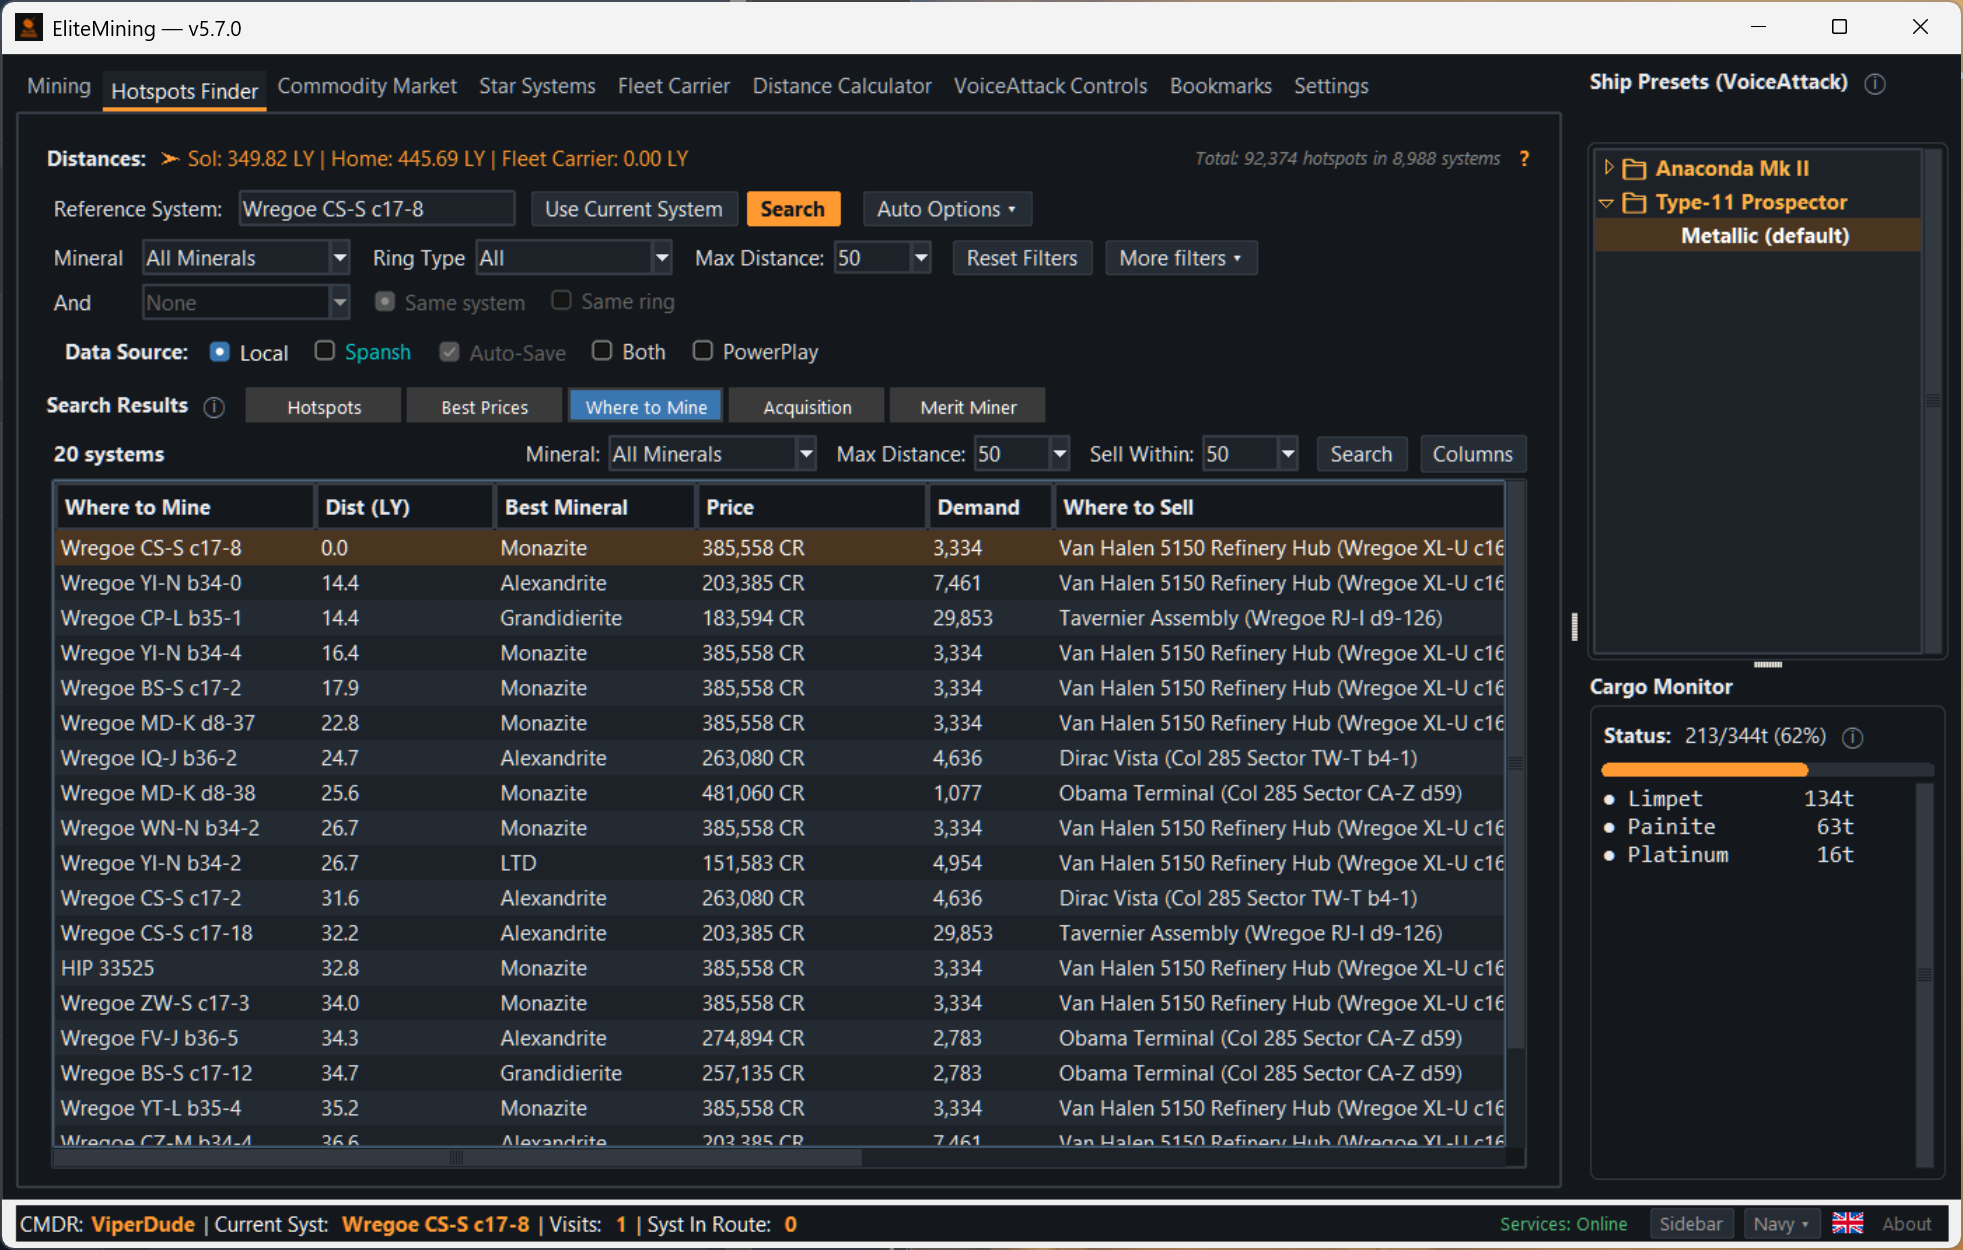 EliteMining — v5.7.0
Mining Hotspots Finder Commodity Market Star Systems Fleet Carrier Distance Calculator VoiceAttack Controls Bookmarks Settings
Distances: Sol: 349.82 LY | Home: 445.69 LY | Fleet Carrier: 0.00 LY
Total: 92,374 hotspots in 8,988 systems ?
Reference System: Wregoe CS-S c17-8 Use Current System Search Auto Options
Mineral All Minerals Ring Type All Max Distance: 50 Reset Filters More filters
And None Same system Same ring
Data Source: Local Spansh Auto-Save Both PowerPlay
Search Results Hotspots Best Prices Where to Mine Acquisition Merit Miner
20 systems Mineral: All Minerals Max Distance: 50 Sell Within: 50 Search Columns
Where to Mine Dist (LY) Best Mineral Price Demand Where to Sell
Wregoe CS-S c17-8 0.0 Monazite 385,558 CR 3,334 Van Halen 5150 Refinery Hub (Wregoe XL-U c16
Wregoe YI-N b34-0 14.4 Alexandrite 203,385 CR 7,461 Van Halen 5150 Refinery Hub (Wregoe XL-U c16
Wregoe CP-L b35-1 14.4 Grandidierite 183,594 CR 29,853 Tavernier Assembly (Wregoe RJ-I d9-126)
Wregoe YI-N b34-4 16.4 Monazite 385,558 CR 3,334 Van Halen 5150 Refinery Hub (Wregoe XL-U c16
Wregoe BS-S c17-2 17.9 Monazite 385,558 CR 3,334 Van Halen 5150 Refinery Hub (Wregoe XL-U c16
Wregoe MD-K d8-37 22.8 Monazite 385,558 CR 3,334 Van Halen 5150 Refinery Hub (Wregoe XL-U c16
Wregoe IQ-J b36-2 24.7 Alexandrite 263,080 CR 4,636 Dirac Vista (Col 285 Sector TW-T b4-1)
Wregoe MD-K d8-38 25.6 Monazite 481,060 CR 1,077 Obama Terminal (Col 285 Sector CA-Z d59)
Wregoe WN-N b34-2 26.7 Monazite 385,558 CR 3,334 Van Halen 5150 Refinery Hub (Wregoe XL-U c16
Wregoe YI-N b34-2 26.7 LTD 151,583 CR 4,954 Van Halen 5150 Refinery Hub (Wregoe XL-U c16
Wregoe CS-S c17-2 31.6 Alexandrite 263,080 CR 4,636 Dirac Vista (Col 285 Sector TW-T b4-1)
Wregoe CS-S c17-18 32.2 Alexandrite 203,385 CR 29,853 Tavernier Assembly (Wregoe RJ-I d9-126)
HIP 33525 32.8 Monazite 385,558 CR 3,334 Van Halen 5150 Refinery Hub (Wregoe XL-U c16
Wregoe ZW-S c17-3 34.0 Monazite 385,558 CR 3,334 Van Halen 5150 Refinery Hub (Wregoe XL-U c16
Wregoe FV-J b36-5 34.3 Alexandrite 274,894 CR 2,783 Obama Terminal (Col 285 Sector CA-Z d59)
Wregoe BS-S c17-12 34.7 Grandidierite 257,135 CR 2,783 Obama Terminal (Col 285 Sector CA-Z d59)
Wregoe YT-L b35-4 35.2 Monazite 385,558 CR 3,334 Van Halen 5150 Refinery Hub (Wregoe XL-U c16
Wregoe CZ-M b34-4 36.6 Alexandrite 203,385 CR 7,461 Van Halen 5150 Refinery Hub (Wregoe XL-U c16
Ship Presets (VoiceAttack)
Anaconda Mk II
Type-11 Prospector
Metallic (default)
Cargo Monitor
Status: 213/344t (62%)
Limpet 134t
Painite 63t
Platinum 16t
CMDR: ViperDude | Current Syst: Wregoe CS-S c17-8 | Visits: 1 | Syst In Route: 0
Services: Online Sidebar Navy About